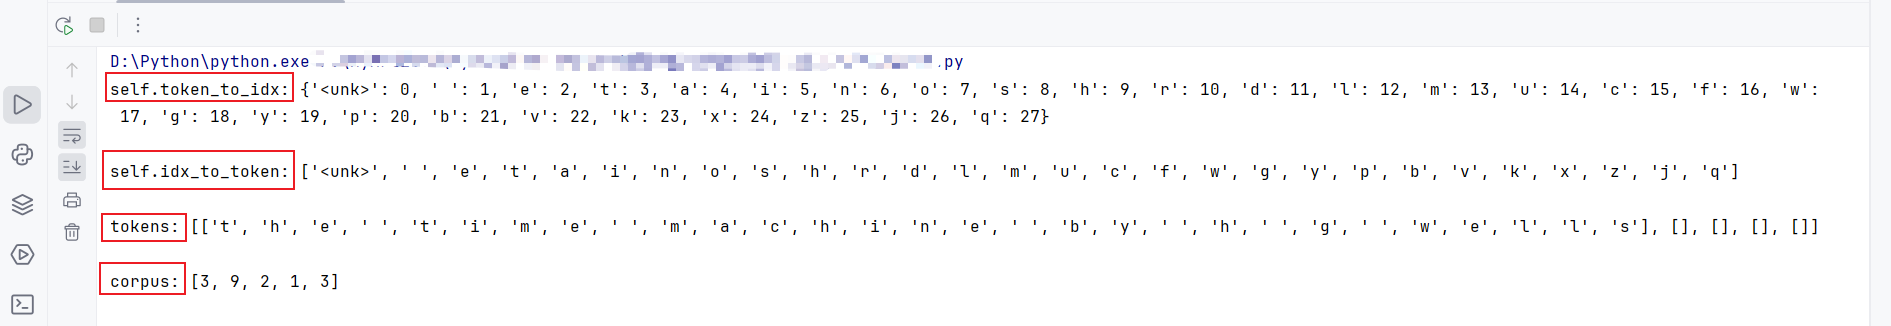 D:\Python\python.exe .py
self.token_to_idx: {'<unk>': 0, ' ': 1, 'e': 2, 't': 3, 'a': 4, 'i': 5, 'n': 6, 'o': 7, 's': 8, 'h': 9, 'r': 10, 'd': 11, 'l': 12, 'm': 13, 'u': 14, 'c': 15, 'f': 16, 'w':
17, 'g': 18, 'y': 19, 'p': 20, 'b': 21, 'v': 22, 'k': 23, 'x': 24, 'z': 25, 'j': 26, 'q': 27}
self.idx_to_token: ['<unk>', ' ', 'e', 't', 'a', 'i', 'n', 'o', 's', 'h', 'r', 'd', 'l', 'm', 'u', 'c', 'f', 'w', 'g', 'y', 'p', 'b', 'v', 'k', 'x', 'z', 'j', 'q']
tokens: [['t', 'h', 'e', ' ', 't', 'i', 'm', 'e', ' ', 'm', 'a', 'c', 'h', 'i', 'n', 'e', ' ', 'b', 'y', ' ', 'h', ' ', 'g', ' ', 'w', 'e', 'l', 'l', 's'], [], [], [], []]
corpus: [3, 9, 2, 1, 3]